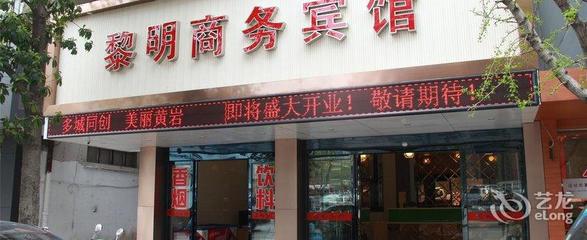 黎明商务宾馆
多城同创 美丽黄岩 即将盛大开业！敬请期待！
香烟
饮料
艺龙
eLong